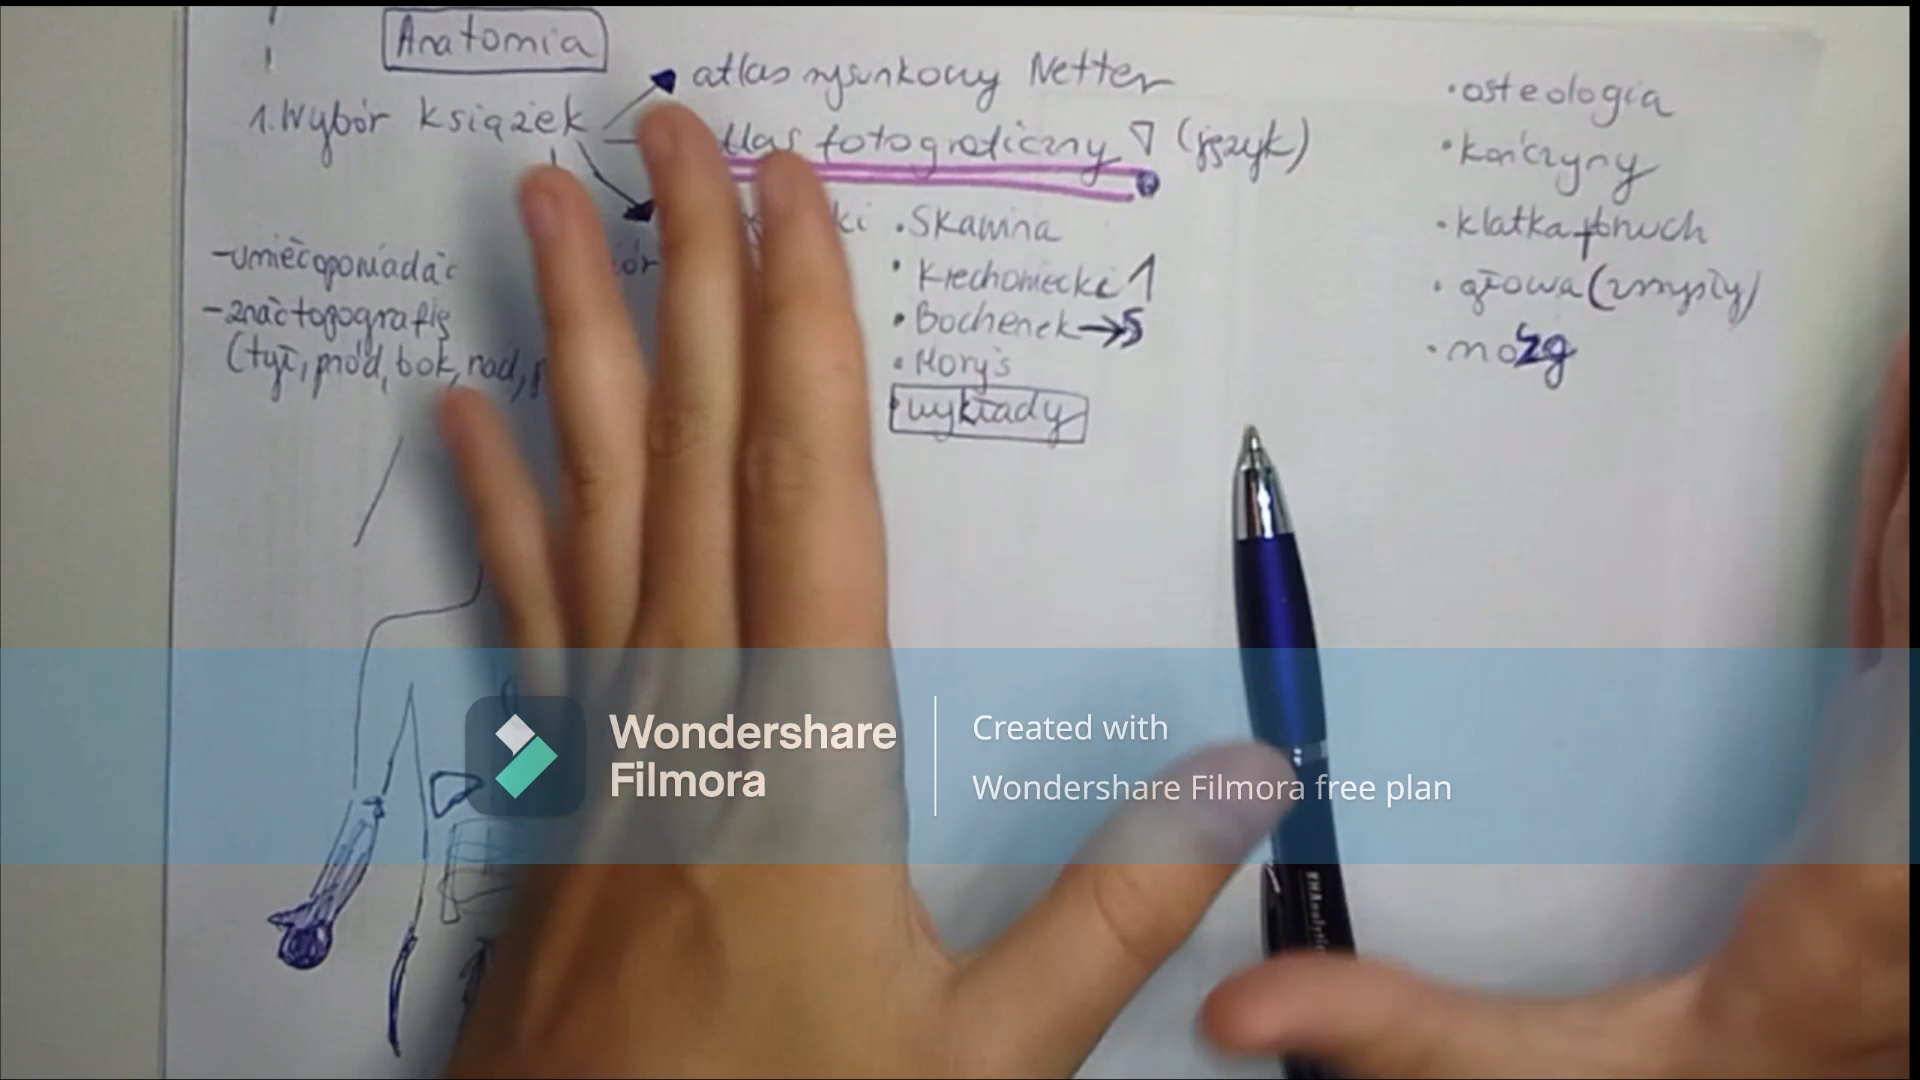 Anatomia
1. Wybór książek
atlas rysunkowy Netter
atlas fotograficzny (język)
• Skawina
• Krechowiecki 1
• Bochenek → 5
• Moryś
• wykłady
- umieć opowiadać
- znać topografię
(tył, przód, bok, nad,
• osteologia
• kończyny
• klatka + brzuch
• głowa (zmysły)
• mózg
Wondershare
Filmora
Created with
Wondershare Filmora free plan